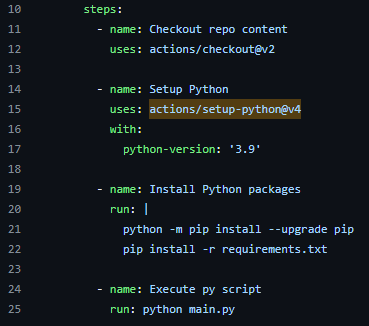 10 steps:
11 - name: Checkout repo content
12 uses: actions/checkout@v2
13
14 - name: Setup Python
15 uses: actions/setup-python@v4
16 with:
17 python-version: '3.9'
18
19 - name: Install Python packages
20 run: |
21 python -m pip install --upgrade pip
22 pip install -r requirements.txt
23
24 - name: Execute py script
25 run: python main.py